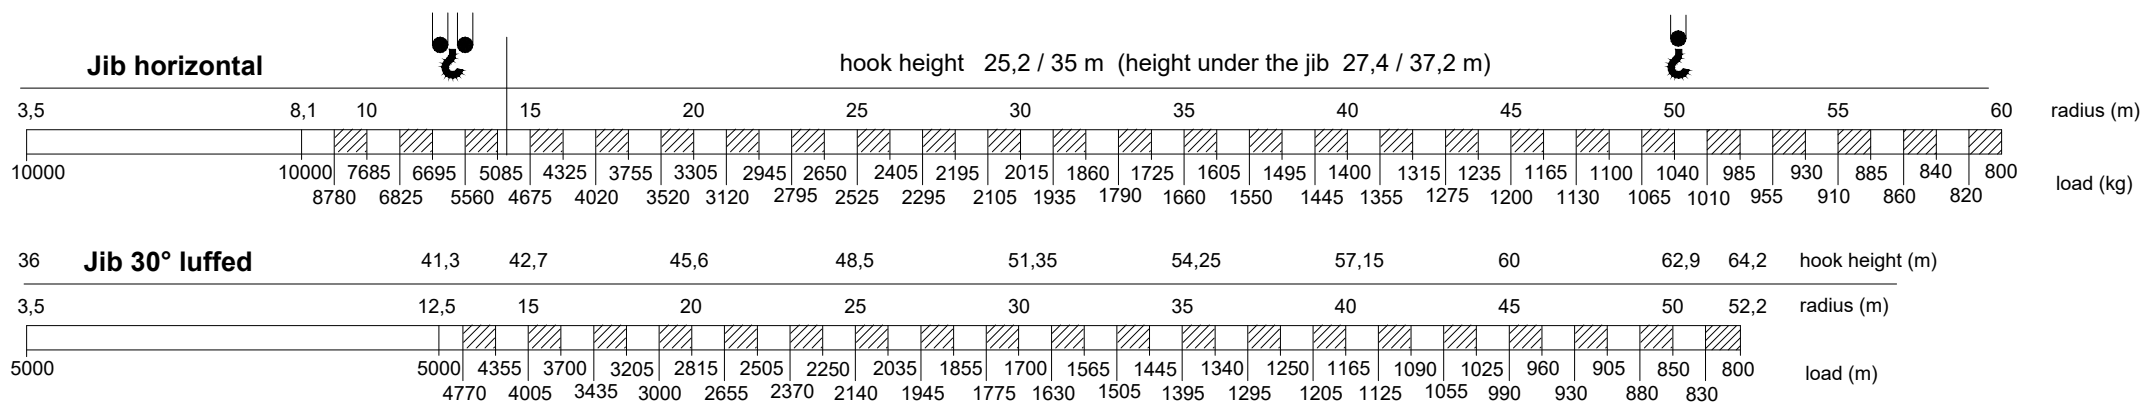 Jib horizontal
hook height 25,2 / 35 m (height under the jib 27,4 / 37,2 m)
3,5 8,1 10 15 20 25 30 35 40 45 50 55 60 radius (m)
10000 10000 7685 6695 5085 4325 3755 3305 2945 2650 2405 2195 2015 1860 1725 1605 1495 1400 1315 1235 1165 1100 1040 985 930 885 840 800
8780 6825 5560 4675 4020 3520 3120 2795 2525 2295 2105 1935 1790 1660 1550 1445 1355 1275 1200 1130 1065 1010 955 910 860 820 load (kg)
36 Jib 30° luffed 41,3 42,7 45,6 48,5 51,35 54,25 57,15 60 62,9 64,2 hook height (m)
3,5 12,5 15 20 25 30 35 40 45 50 52,2 radius (m)
5000 5000 4355 3700 3205 2815 2505 2250 2035 1855 1700 1565 1445 1340 1250 1165 1090 1025 960 905 850 800 load (m)
4770 4005 3435 3000 2655 2370 2140 1945 1775 1630 1505 1395 1295 1205 1125 1055 990 930 880 830